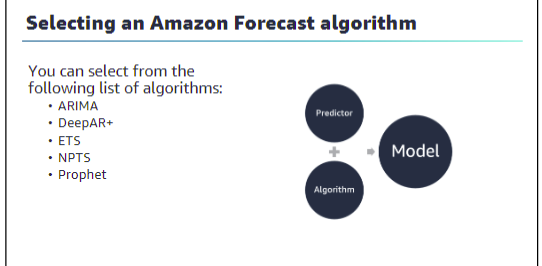 Selecting an Amazon Forecast algorithm
You can select from the
following list of algorithms:
• ARIMA
• DeepAR+
• ETS
• NPTS
• Prophet
Predictor
+
Algorithm
Model